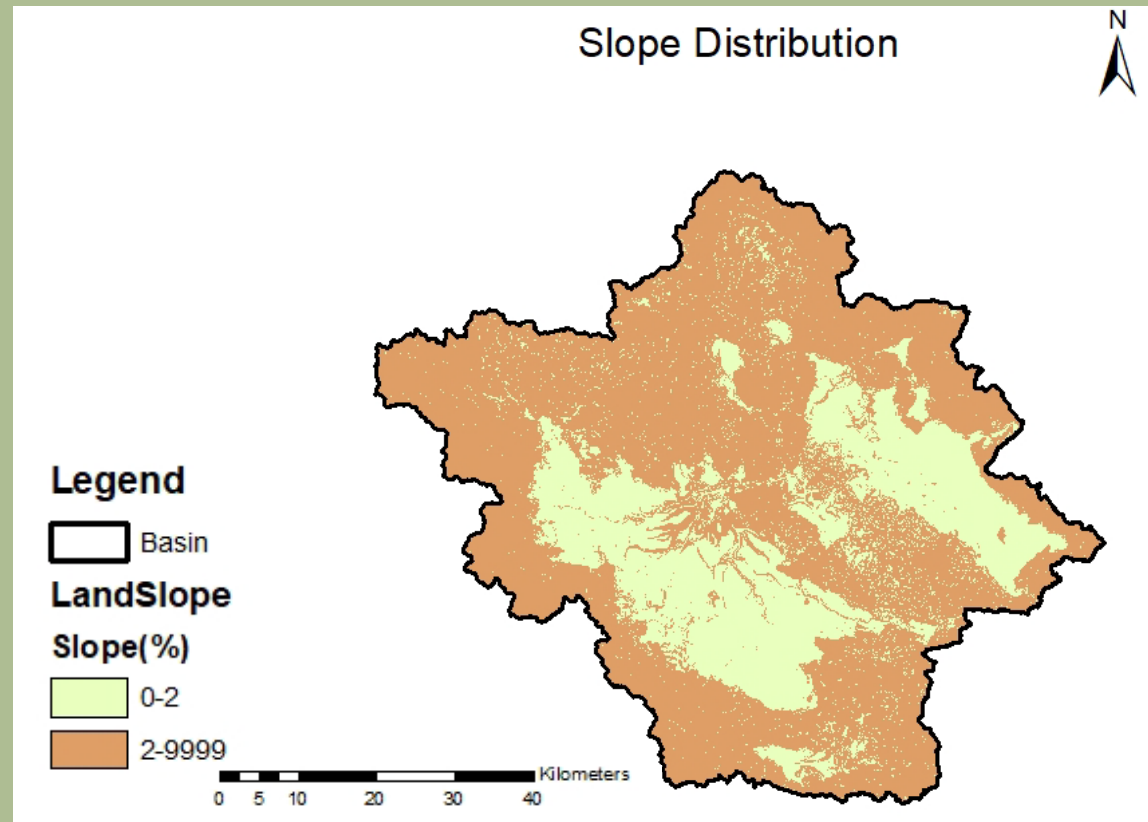 Slope Distribution
N
Legend
Basin
LandSlope
Slope(%)
0-2
2-9999
Kilometers
0 5 10 20 30 40